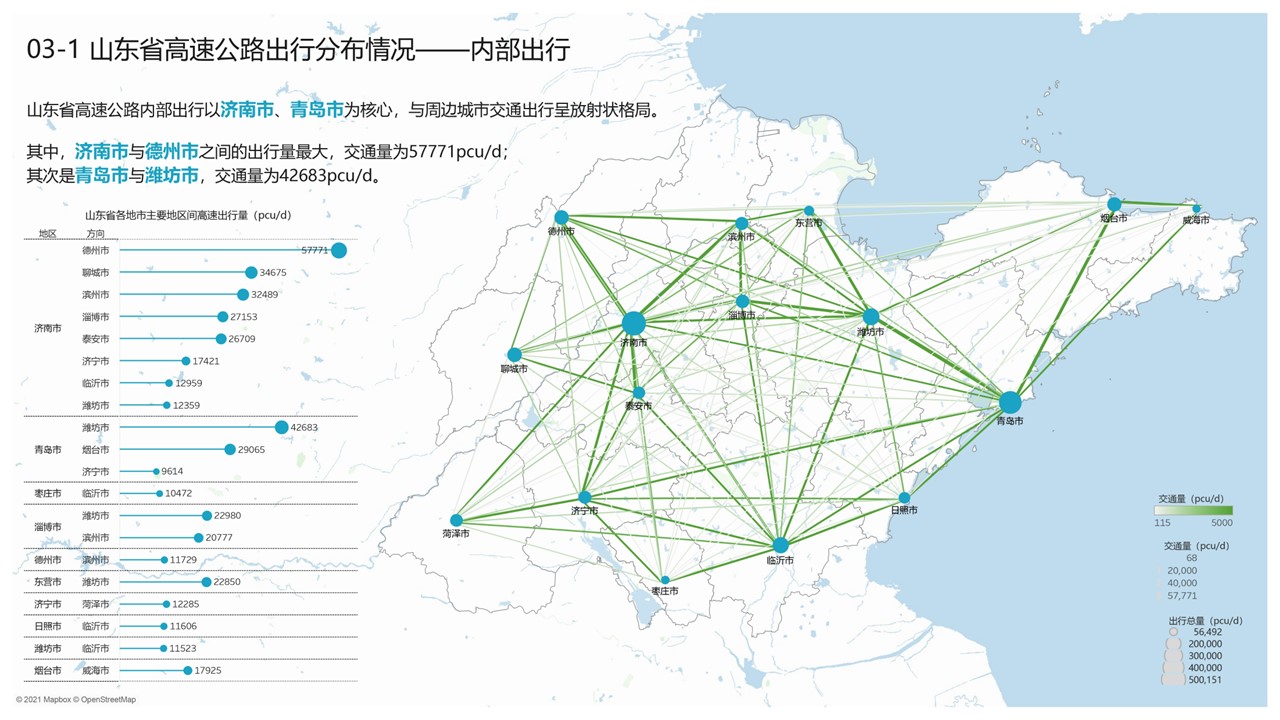 03-1 山东省高速公路出行分布情况——内部出行
山东省高速公路内部出行以济南市、青岛市为核心，与周边城市交通出行呈放射状格局。
其中，济南市与德州市之间的出行量最大，交通量为57771pcu/d；
其次是青岛市与潍坊市，交通量为42683pcu/d。
山东省各地市主要地区间高速出行量（pcu/d）
地区 方向
德州市 57771
聊城市 34675
滨州市 32489
淄博市 27153
济南市
泰安市 26709
济宁市 17421
临沂市 12959
潍坊市 12359
潍坊市 42683
青岛市 烟台市 29065
济宁市 9614
枣庄市 临沂市 10472
潍坊市 22980
淄博市
滨州市 20777
德州市 滨州市 11729
东营市 潍坊市 22850
济宁市 菏泽市 12285
日照市 临沂市 11606
潍坊市 临沂市 11523
烟台市 威海市 17925
© 2021 Mapbox © OpenStreetMap
德州市
滨州市
东营市
烟台市
威海市
济南市
淄博市
潍坊市
聊城市
泰安市
青岛市
济宁市
日照市
菏泽市
临沂市
枣庄市
交通量（pcu/d）
115 5000
交通量（pcu/d）
68
20,000
40,000
57,771
出行总量（pcu/d）
56,492
200,000
300,000
400,000
500,151